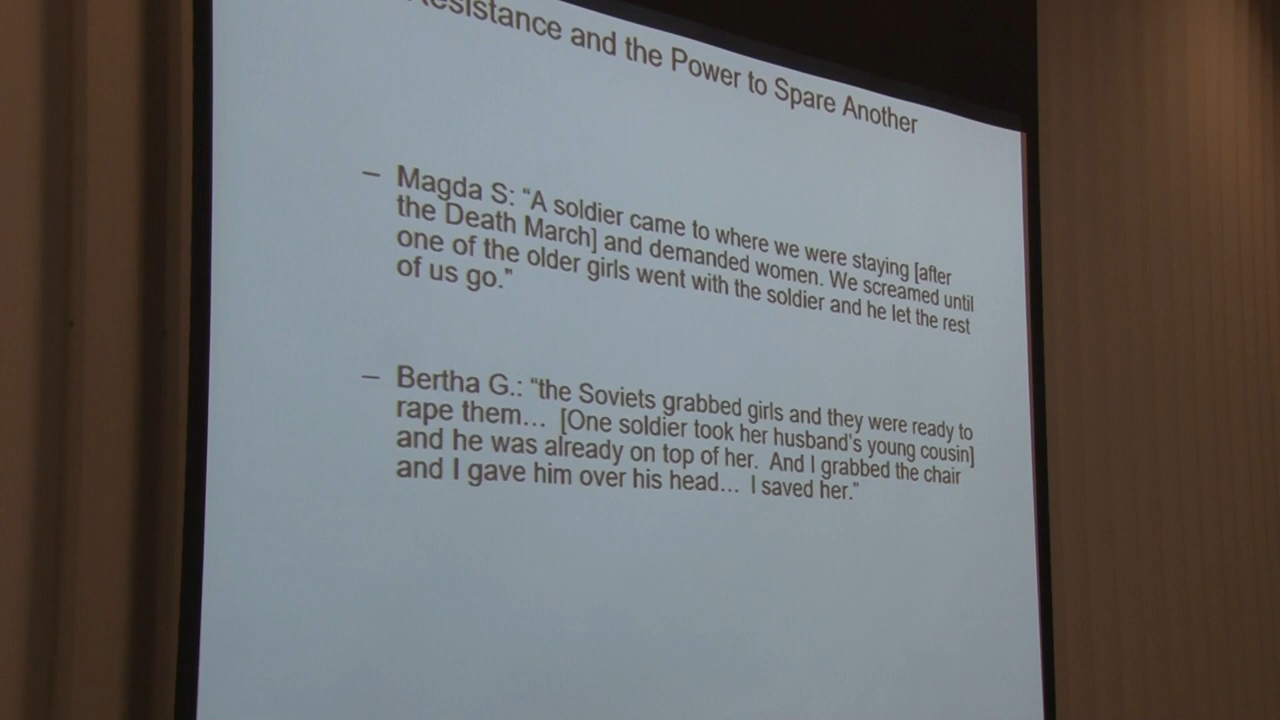 Resistance and the Power to Spare Another
– Magda S: “A soldier came to where we were staying [after
the Death March] and demanded women. We screamed until
one of the older girls went with the soldier and he let the rest
of us go.”
– Bertha G.: “the Soviets grabbed girls and they were ready to
rape them… [One soldier took her husband’s young cousin]
and he was already on top of her. And I grabbed the chair
and I gave him over his head… I saved her.”